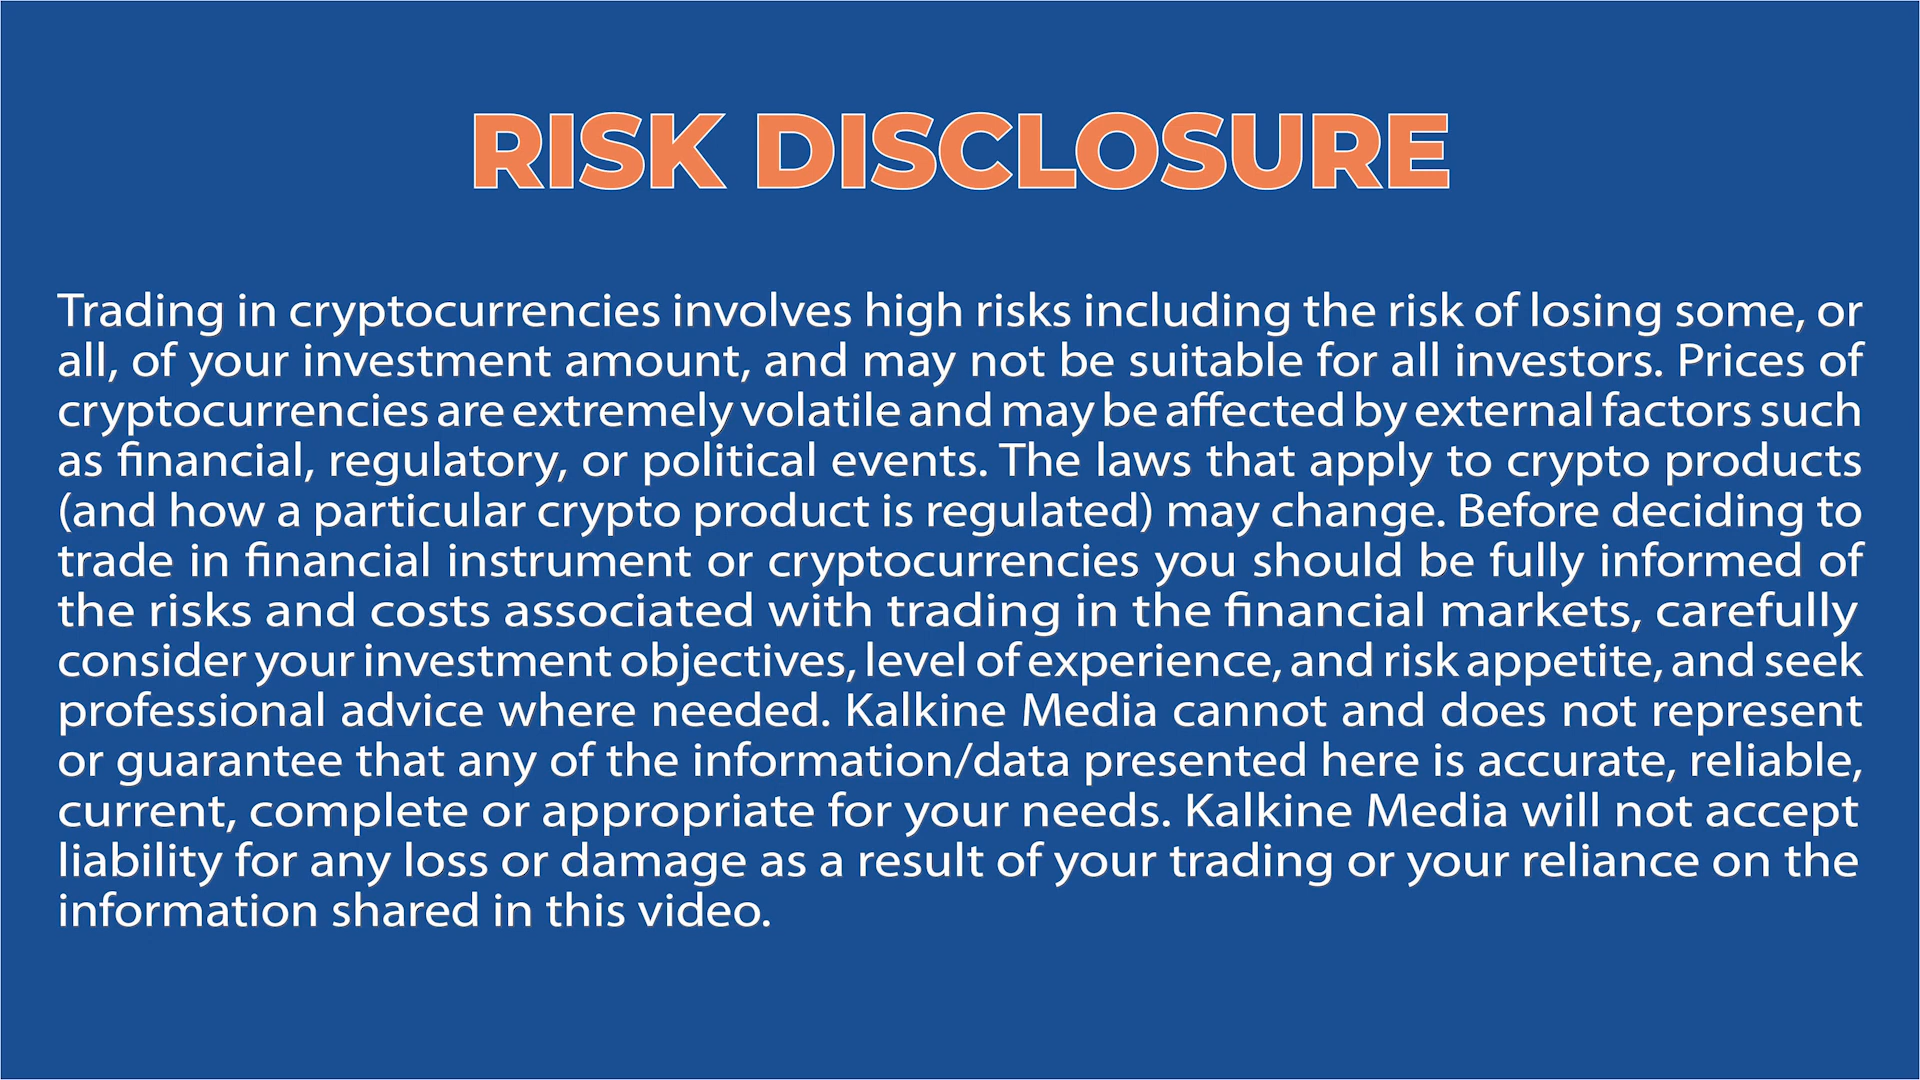 RISK DISCLOSURE
Trading in cryptocurrencies involves high risks including the risk of losing some, or
all, of your investment amount, and may not be suitable for all investors. Prices of
cryptocurrencies are extremely volatile and may be affected by external factors such
as financial, regulatory, or political events. The laws that apply to crypto products
(and how a particular crypto product is regulated) may change. Before deciding to
trade in financial instrument or cryptocurrencies you should be fully informed of
the risks and costs associated with trading in the financial markets, carefully
consider your investment objectives, level of experience, and risk appetite, and seek
professional advice where needed. Kalkine Media cannot and does not represent
or guarantee that any of the information/data presented here is accurate, reliable,
current, complete or appropriate for your needs. Kalkine Media will not accept
liability for any loss or damage as a result of your trading or your reliance on the
information shared in this video.